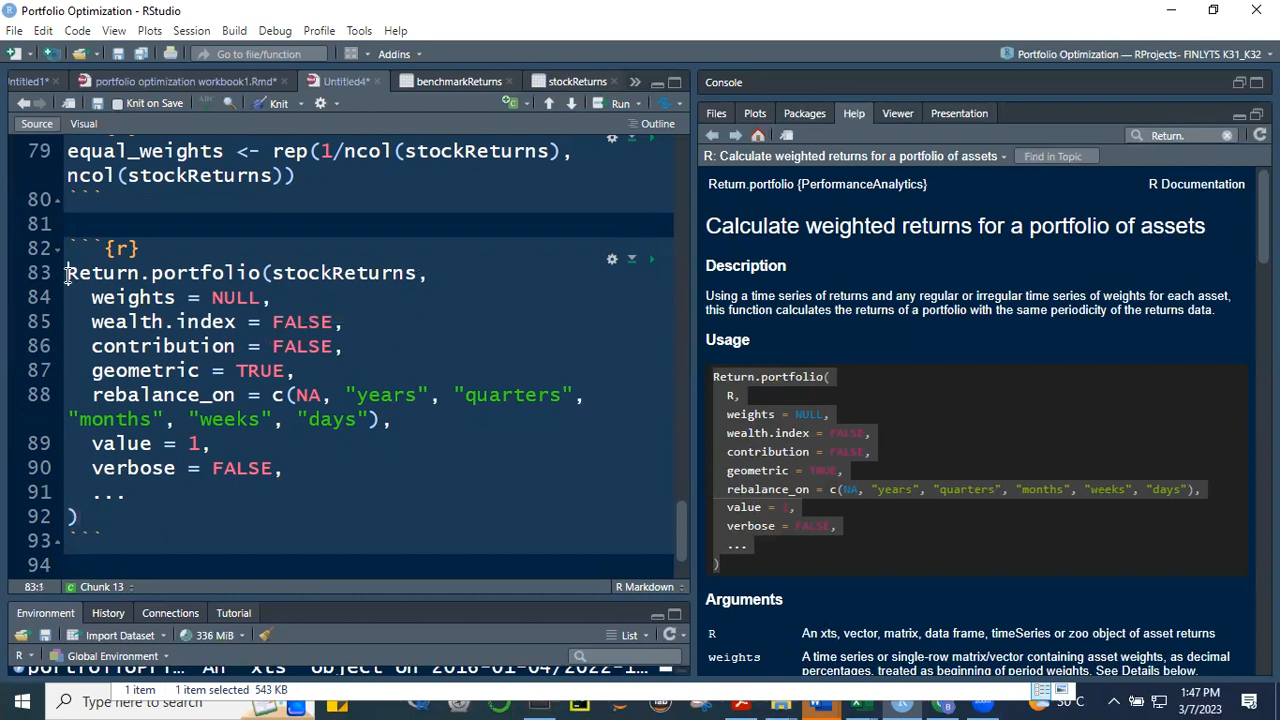 Portfolio Optimization - RStudio
File Edit Code View Plots Session Build Debug Profile Tools Help
Go to file/function Addins Portfolio Optimization — RProjects- FINLYTS K31_K32
Untitled1* portfolio optimization workbook1.Rmd* Untitled4* benchmarkReturns stockReturns
Knit on Save ABC Knit Run
Source Visual Outline
79 equal_weights <- rep(1/ncol(stockReturns),
ncol(stockReturns))
80 ```
81
82 ```{r}
83 Return.portfolio(stockReturns,
84 weights = NULL,
85 wealth.index = FALSE,
86 contribution = FALSE,
87 geometric = TRUE,
88 rebalance_on = c(NA, "years", "quarters",
"months", "weeks", "days"),
89 value = 1,
90 verbose = FALSE,
91 ...
92 )
93 ```
94
83:1 Chunk 13 R Markdown
Environment History Connections Tutorial
Import Dataset 336 MiB List
R Global Environment
Console
Files Plots Packages Help Viewer Presentation
Return.
R: Calculate weighted returns for a portfolio of assets Find in Topic
Return.portfolio {PerformanceAnalytics} R Documentation
Calculate weighted returns for a portfolio of assets
Description
Using a time series of returns and any regular or irregular time series of weights for each asset,
this function calculates the returns of a portfolio with the same periodicity of the returns data.
Usage
Return.portfolio(
R,
weights = NULL,
wealth.index = FALSE,
contribution = FALSE,
geometric = TRUE,
rebalance_on = c(NA, "years", "quarters", "months", "weeks", "days"),
value = 1,
verbose = FALSE,
...
)
Arguments
R An xts, vector, matrix, data frame, timeSeries or zoo object of asset returns
weights A time series or single-row matrix/vector containing asset weights, as decimal
percentages, treated as beginning of period weights. See Details below.
1 item 1 item selected 543 KB
Type here to search 30°C 1:47 PM
3/7/2023